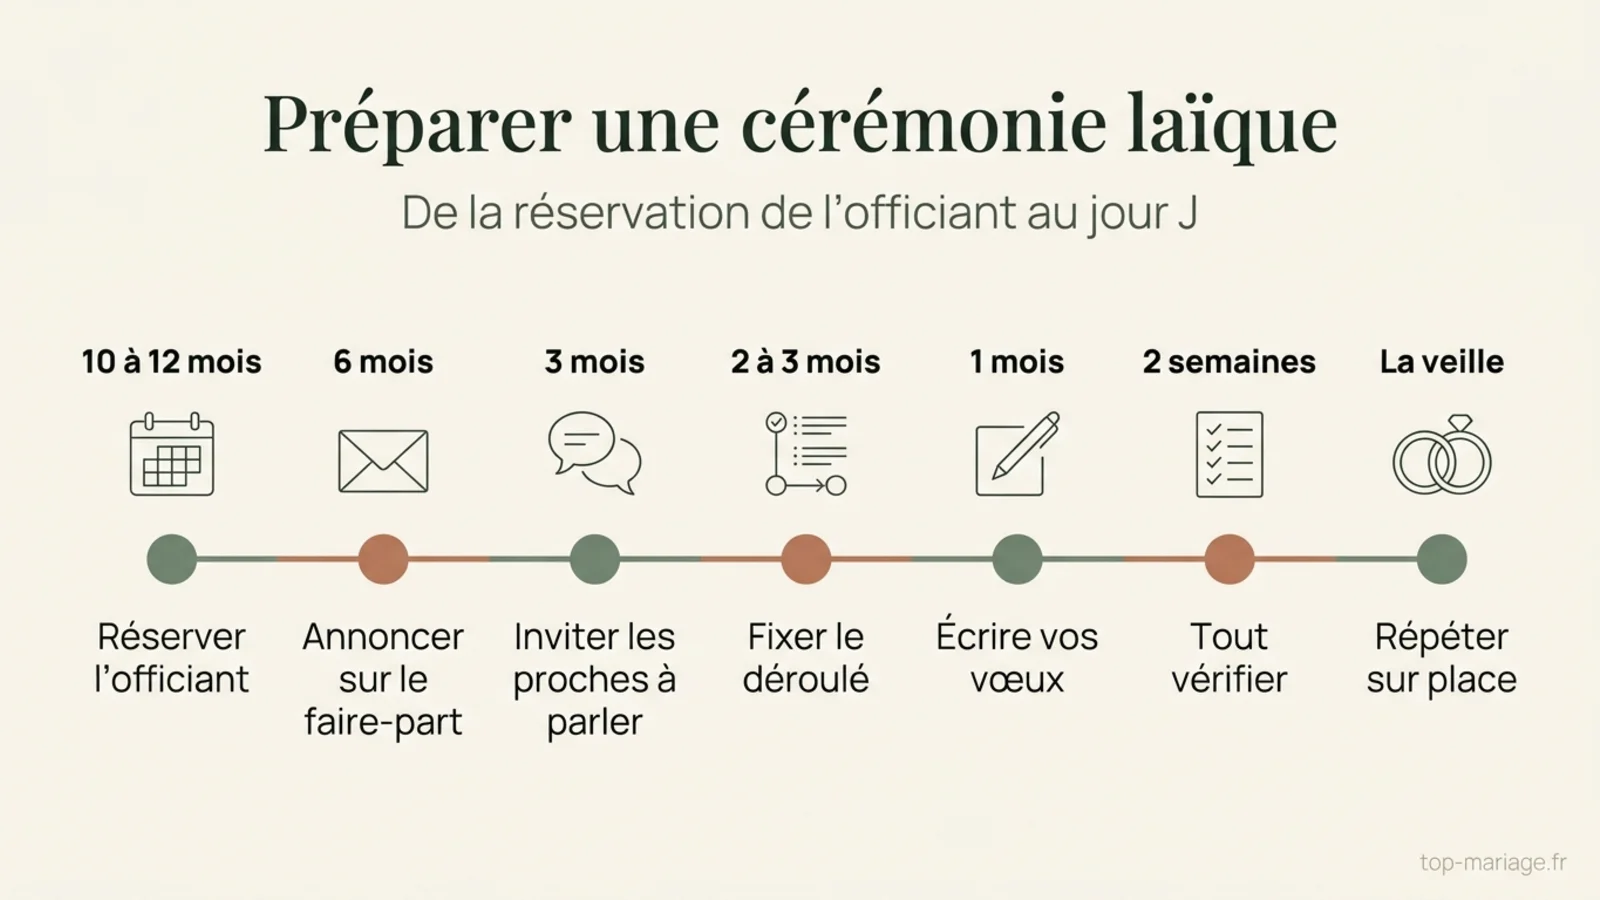 Préparer une cérémonie laïque
De la réservation de l’officiant au jour J
10 à 12 mois
6 mois
3 mois
2 à 3 mois
1 mois
2 semaines
La veille
Réserver
l’officiant
Annoncer
sur le
faire-part
Inviter les
proches à
parler
Fixer le
déroulé
Écrire vos
vœux
Tout
vérifier
Répéter
sur place
top-mariage.fr